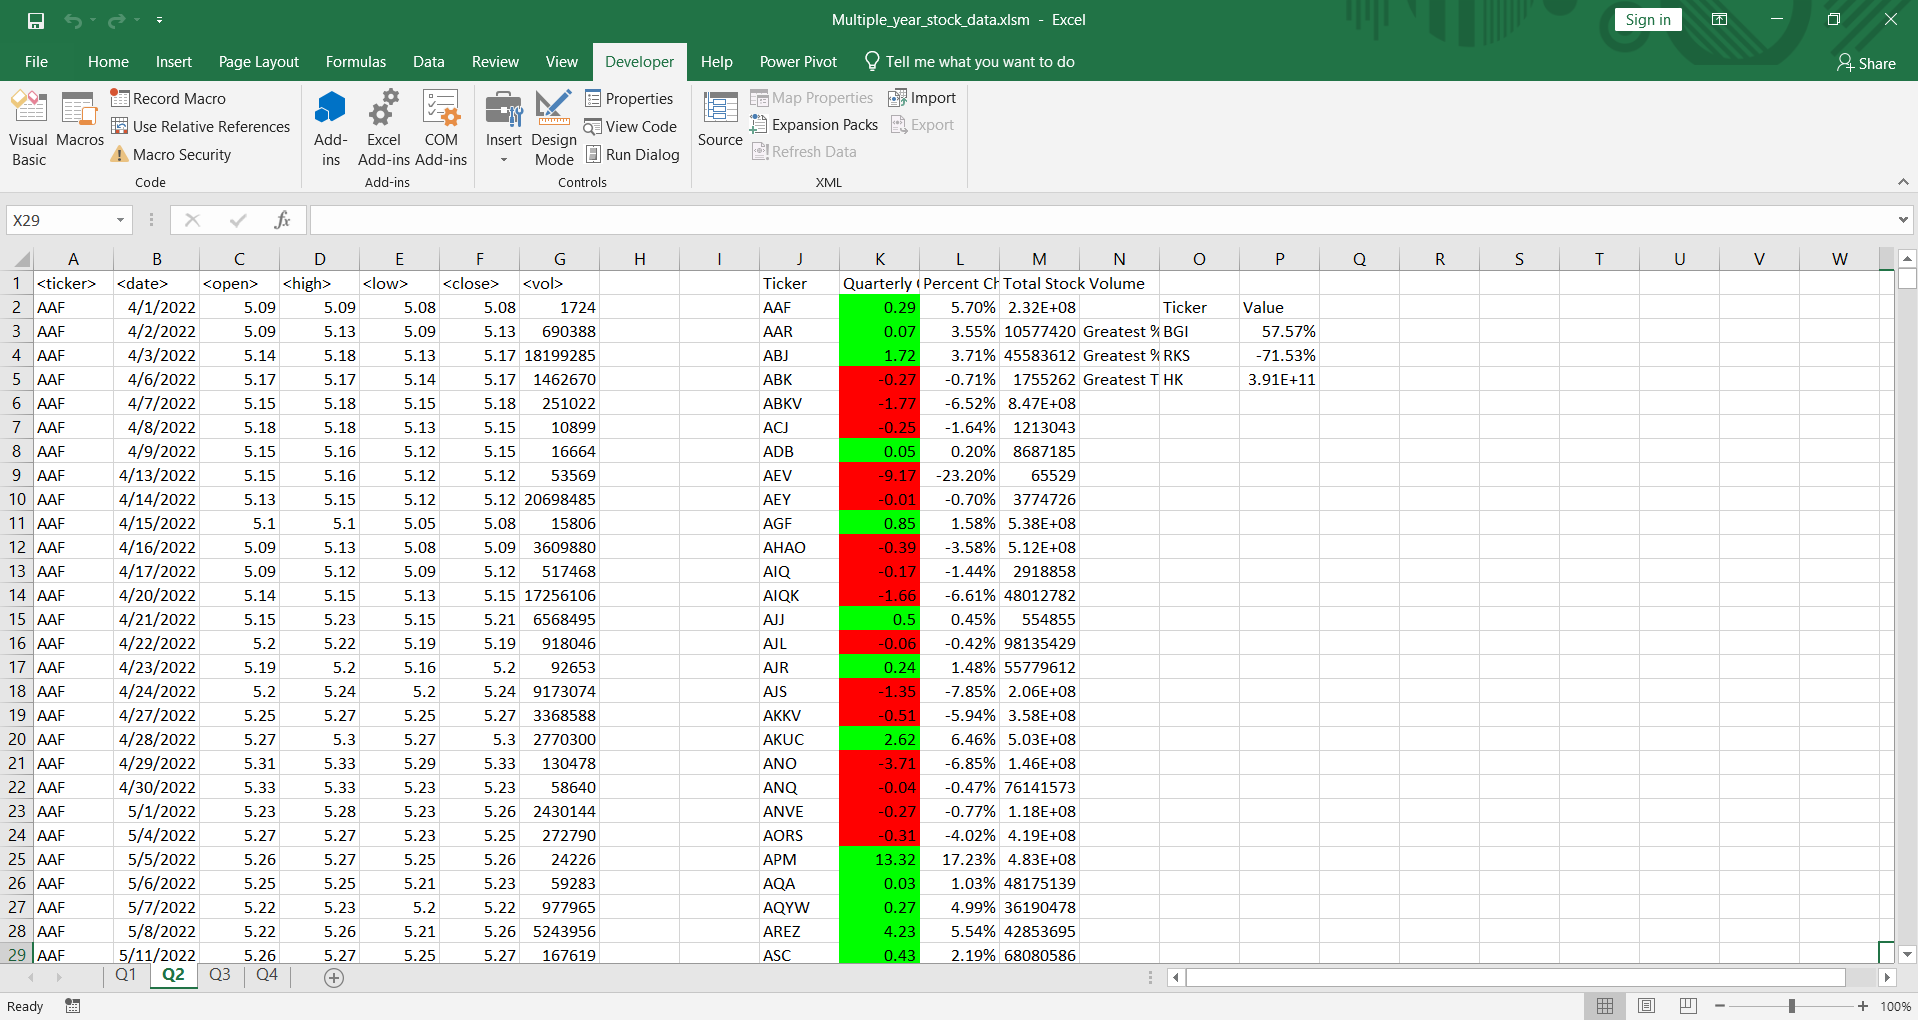 Multiple_year_stock_data.xlsm - Excel
Sign in
File Home Insert Page Layout Formulas Data Review View Developer Help Power Pivot Tell me what you want to do Share
Visual Basic
Macros
Record Macro
Use Relative References
Macro Security
Code
Add-ins
Excel Add-ins
COM Add-ins
Add-ins
Insert
Design Mode
Properties
View Code
Run Dialog
Controls
Source
Map Properties
Expansion Packs
Refresh Data
Import
Export
XML
X29 fx
A B C D E F G H I J K L M N O P Q R S T U V W
1 <ticker> <date> <open> <high> <low> <close> <vol> Ticker Quarterly Percent Ch Total Stock Volume
2 AAF 4/1/2022 5.09 5.09 5.08 5.08 1724 AAF 0.29 5.70% 2.32E+08 Ticker Value
3 AAF 4/2/2022 5.09 5.13 5.09 5.13 690388 AAR 0.07 3.55% 10577420 Greatest % BGI 57.57%
4 AAF 4/3/2022 5.14 5.18 5.13 5.17 18199285 ABJ 1.72 3.71% 45583612 Greatest % RKS -71.53%
5 AAF 4/6/2022 5.17 5.17 5.14 5.17 1462670 ABK -0.27 -0.71% 1755262 Greatest T HK 3.91E+11
6 AAF 4/7/2022 5.15 5.18 5.15 5.18 251022 ABKV -1.77 -6.52% 8.47E+08
7 AAF 4/8/2022 5.18 5.18 5.13 5.15 10899 ACJ -0.25 -1.64% 1213043
8 AAF 4/9/2022 5.15 5.16 5.12 5.16 16664 ADB 0.05 0.20% 8687185
9 AAF 4/13/2022 5.15 5.16 5.12 5.12 53569 AEV -9.17 -23.20% 65529
10 AAF 4/14/2022 5.13 5.15 5.12 5.12 20698485 AEY -0.01 -0.70% 3774726
11 AAF 4/15/2022 5.1 5.1 5.05 5.08 15806 AGF 0.85 1.58% 5.38E+08
12 AAF 4/16/2022 5.09 5.13 5.08 5.09 3609880 AHAO -0.39 -3.58% 5.12E+08
13 AAF 4/17/2022 5.09 5.12 5.09 5.12 517468 AIQ -0.17 -1.44% 2918858
14 AAF 4/20/2022 5.14 5.15 5.13 5.15 17256106 AIQK -1.66 -6.61% 48012782
15 AAF 4/21/2022 5.15 5.23 5.15 5.21 6568495 AJJ 0.5 0.45% 554855
16 AAF 4/22/2022 5.2 5.22 5.19 5.19 918046 AJL -0.06 -0.42% 98135429
17 AAF 4/23/2022 5.19 5.2 5.16 5.2 92653 AJR 0.24 1.48% 55779612
18 AAF 4/24/2022 5.2 5.24 5.2 5.24 9173074 AJS -1.35 -7.85% 2.06E+08
19 AAF 4/27/2022 5.25 5.27 5.25 5.27 3368588 AKKV -0.51 -5.94% 3.58E+08
20 AAF 4/28/2022 5.27 5.3 5.27 5.3 2770300 AKUC 2.62 6.46% 5.03E+08
21 AAF 4/29/2022 5.31 5.33 5.29 5.33 130478 ANO -3.71 -6.85% 1.46E+08
22 AAF 4/30/2022 5.33 5.33 5.23 5.23 58640 ANQ -0.04 -0.47% 76141573
23 AAF 5/1/2022 5.23 5.28 5.23 5.26 2430144 ANVE -0.27 -0.77% 1.18E+08
24 AAF 5/4/2022 5.27 5.27 5.23 5.25 272790 AORS -0.31 -4.02% 4.19E+08
25 AAF 5/5/2022 5.26 5.27 5.25 5.26 24226 APM 13.32 17.23% 4.83E+08
26 AAF 5/6/2022 5.25 5.25 5.21 5.23 59283 AQA 0.03 1.03% 48175139
27 AAF 5/7/2022 5.22 5.23 5.2 5.22 977965 AQYW 0.27 4.99% 36190478
28 AAF 5/8/2022 5.22 5.26 5.21 5.26 5243956 AREZ 4.23 5.54% 42853695
29 AAF 5/11/2022 5.26 5.27 5.25 5.27 167619 ASC 0.43 2.19% 68080586
Q1 Q2 Q3 Q4
Ready 100%